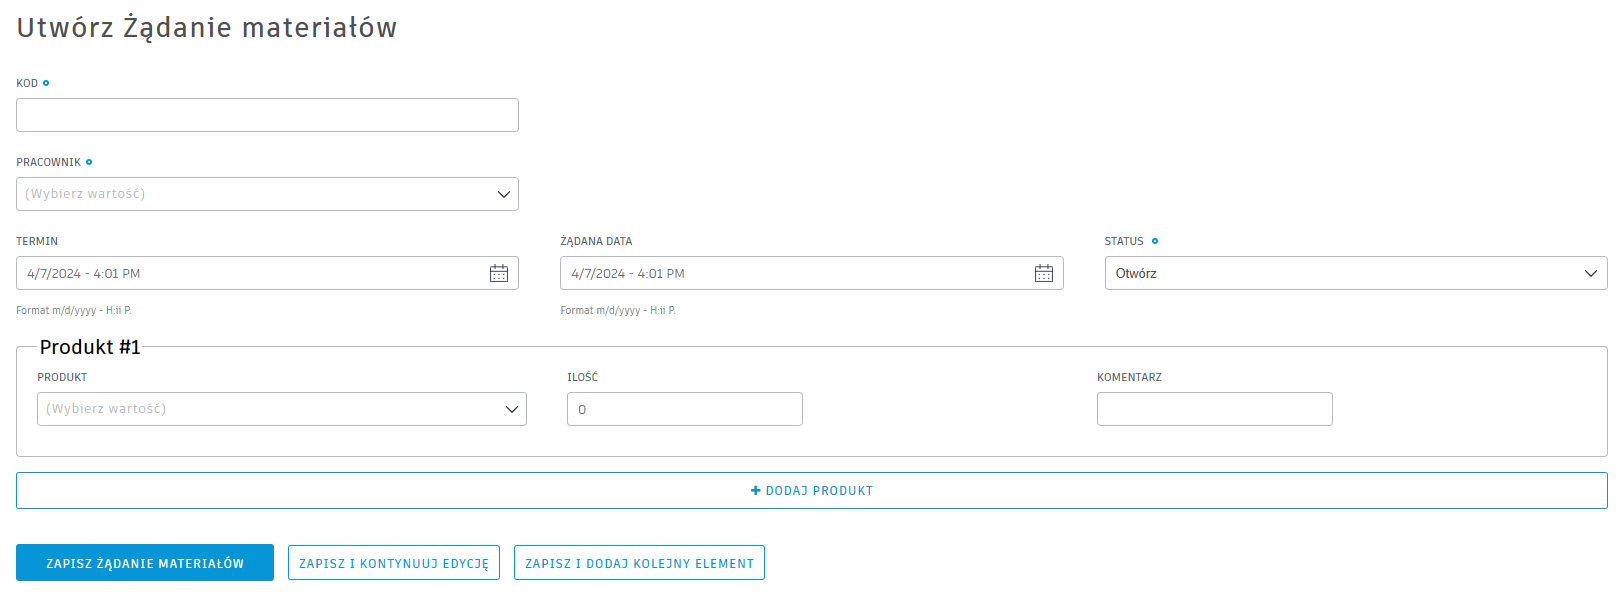 Utwórz Żądanie materiałów
KOD
PRACOWNIK
(Wybierz wartość)
TERMIN
4/7/2024 - 4:01 PM
Format m/d/yyyy - H:ii P.
ŻĄDANA DATA
4/7/2024 - 4:01 PM
Format m/d/yyyy - H:ii P.
STATUS
Otwórz
Produkt #1
PRODUKT
(Wybierz wartość)
ILOŚĆ
0
KOMENTARZ
+ DODAJ PRODUKT
ZAPISZ ŻĄDANIE MATERIAŁÓW
ZAPISZ I KONTYNUUJ EDYCJĘ
ZAPISZ I DODAJ KOLEJNY ELEMENT